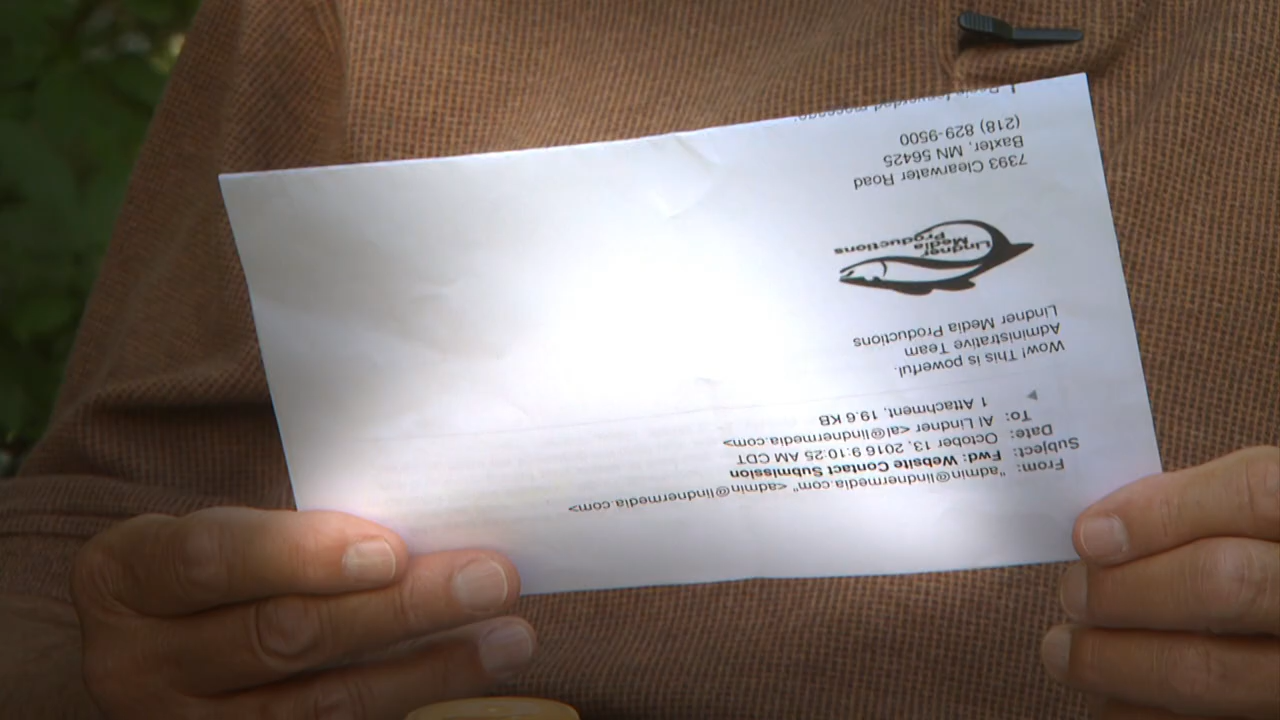 From: "admin@lindnermedia.com" <admin@lindnermedia.com>
Subject: Fwd: Website Contact Submission
Date: October 13, 2016 9:10:25 AM CDT
To: Al Lindner <al@lindnermedia.com>
1 Attachment, 19.6 KB
Wow! This is powerful.
Administrative Team
Lindner Media Productions
Lindner
Media
Productions
7393 Clearwater Road
Baxter, MN 56425
(218) 829-9500
message: